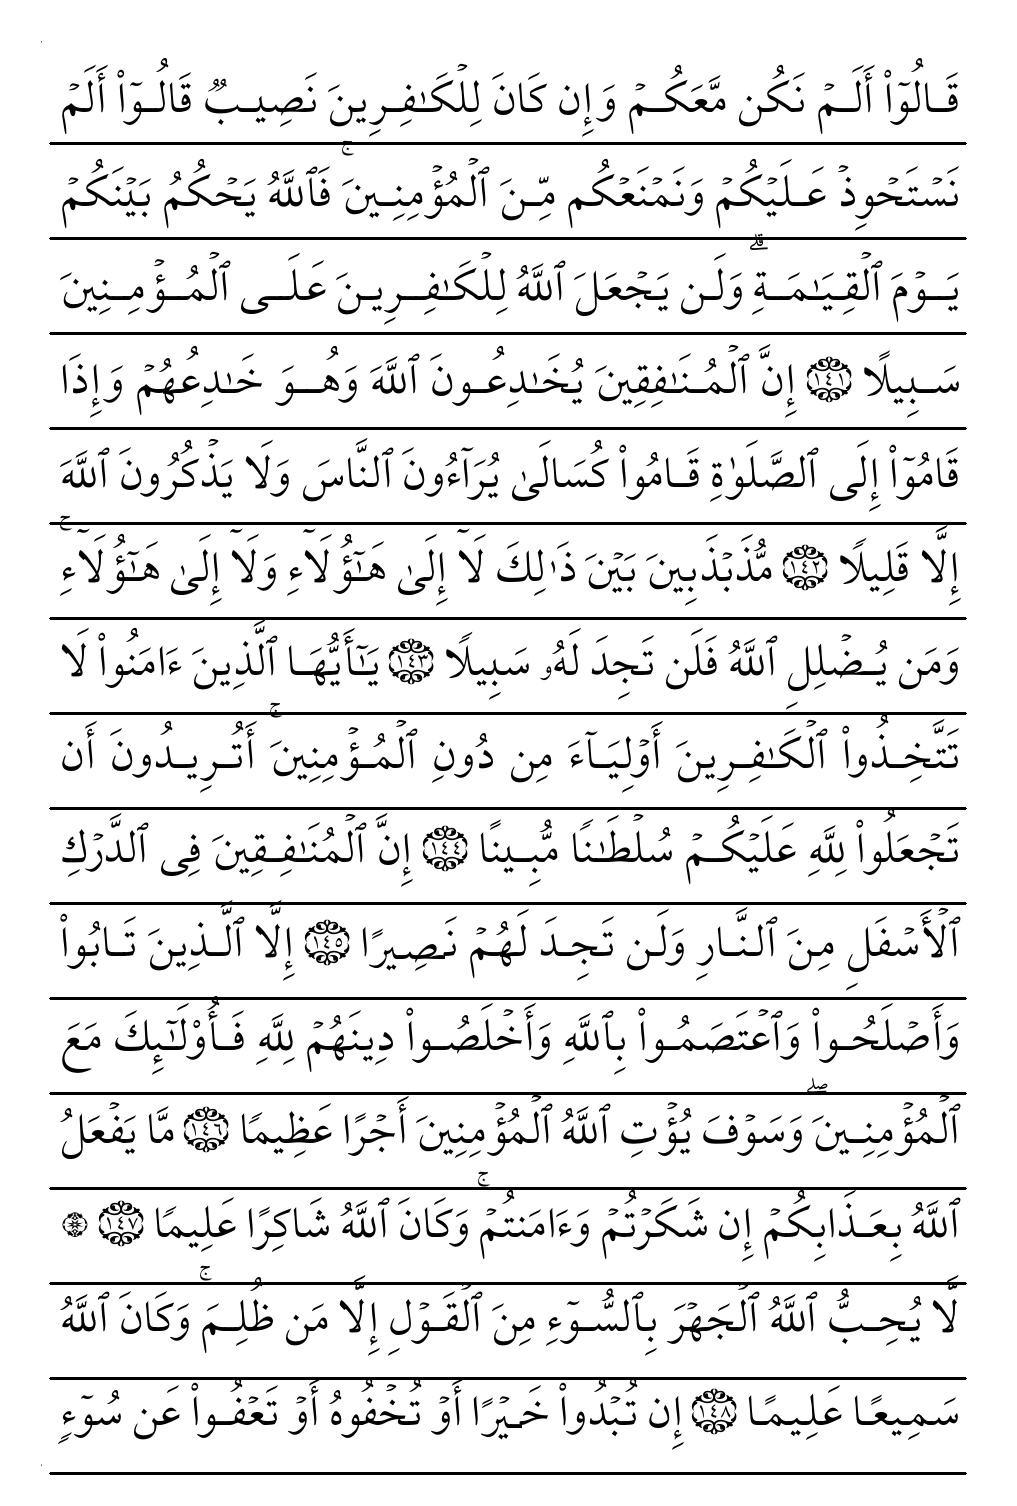 قَالُوٓا۟ أَلَمْ نَكُن مَّعَكُمْ وَإِن كَانَ لِلْكَـٰفِرِينَ نَصِيبٌ قَالُوٓا۟ أَلَمْ
نَسْتَحْوِذْ عَلَيْكُمْ وَنَمْنَعْكُم مِّنَ ٱلْمُؤْمِنِينَ ۚ فَٱللَّهُ يَحْكُمُ بَيْنَكُمْ
يَوْمَ ٱلْقِيَـٰمَةِ ۗ وَلَن يَجْعَلَ ٱللَّهُ لِلْكَـٰفِرِينَ عَلَى ٱلْمُؤْمِنِينَ
سَبِيلًا ١٤١ إِنَّ ٱلْمُنَـٰفِقِينَ يُخَـٰدِعُونَ ٱللَّهَ وَهُوَ خَـٰدِعُهُمْ وَإِذَا
قَامُوٓا۟ إِلَى ٱلصَّلَوٰةِ قَامُوا۟ كُسَالَىٰ يُرَآءُونَ ٱلنَّاسَ وَلَا يَذْكُرُونَ ٱللَّهَ
إِلَّا قَلِيلًا ١٤٢ مُّذَبْذَبِينَ بَيْنَ ذَٰلِكَ لَآ إِلَىٰ هَـٰٓؤُلَآءِ وَلَآ إِلَىٰ هَـٰٓؤُلَآءِ ۚ
وَمَن يُضْلِلِ ٱللَّهُ فَلَن تَجِدَ لَهُۥ سَبِيلًا ١٤٣ يَـٰٓأَيُّهَا ٱلَّذِينَ ءَامَنُوا۟ لَا
تَتَّخِذُوا۟ ٱلْكَـٰفِرِينَ أَوْلِيَآءَ مِن دُونِ ٱلْمُؤْمِنِينَ ۚ أَتُرِيدُونَ أَن
تَجْعَلُوا۟ لِلَّهِ عَلَيْكُمْ سُلْطَـٰنًا مُّبِينًا ١٤٤ إِنَّ ٱلْمُنَـٰفِقِينَ فِى ٱلدَّرْكِ
ٱلْأَسْفَلِ مِنَ ٱلنَّارِ وَلَن تَجِدَ لَهُمْ نَصِيرًا ١٤٥ إِلَّا ٱلَّذِينَ تَابُوا۟
وَأَصْلَحُوا۟ وَٱعْتَصَمُوا۟ بِٱللَّهِ وَأَخْلَصُوا۟ دِينَهُمْ لِلَّهِ فَأُو۟لَـٰٓئِكَ مَعَ
ٱلْمُؤْمِنِينَ ۖ وَسَوْفَ يُؤْتِ ٱللَّهُ ٱلْمُؤْمِنِينَ أَجْرًا عَظِيمًا ١٤٦ مَّا يَفْعَلُ
ٱللَّهُ بِعَذَابِكُمْ إِن شَكَرْتُمْ وَءَامَنتُمْ ۚ وَكَانَ ٱللَّهُ شَاكِرًا عَلِيمًا ١٤٧ ۞
لَّا يُحِبُّ ٱللَّهُ ٱلْجَهْرَ بِٱلسُّوٓءِ مِنَ ٱلْقَوْلِ إِلَّا مَن ظُلِمَ ۚ وَكَانَ ٱللَّهُ
سَمِيعًا عَلِيمًا ١٤٨ إِن تُبْدُوا۟ خَيْرًا أَوْ تُخْفُوهُ أَوْ تَعْفُوا۟ عَن سُوٓءٍ